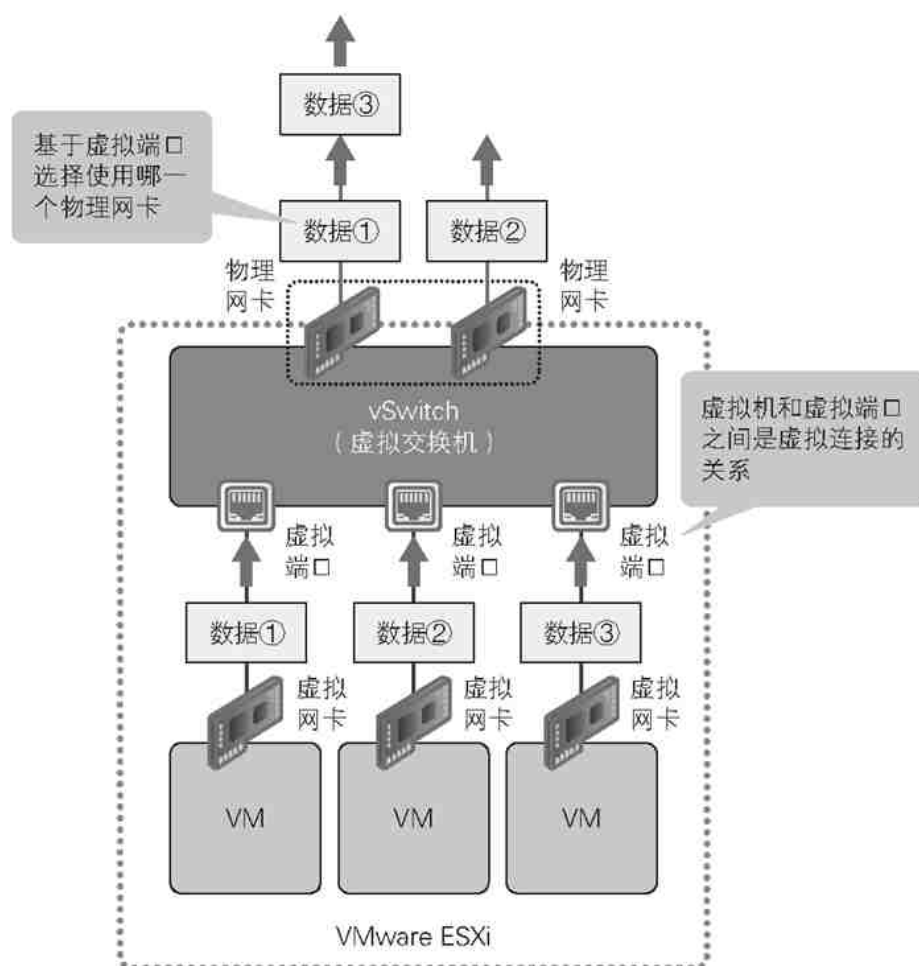 数据③
基于虚拟端口
选择使用哪一
个物理网卡
数据①
数据②
物理
网卡
物理
网卡
vSwitch
（虚拟交换机）
虚拟机和虚拟端口
之间是虚拟连接的
关系
虚拟
端口
虚拟
端口
虚拟
端口
数据①
数据②
数据③
虚拟
网卡
虚拟
网卡
虚拟
网卡
VM
VM
VM
VMware ESXi